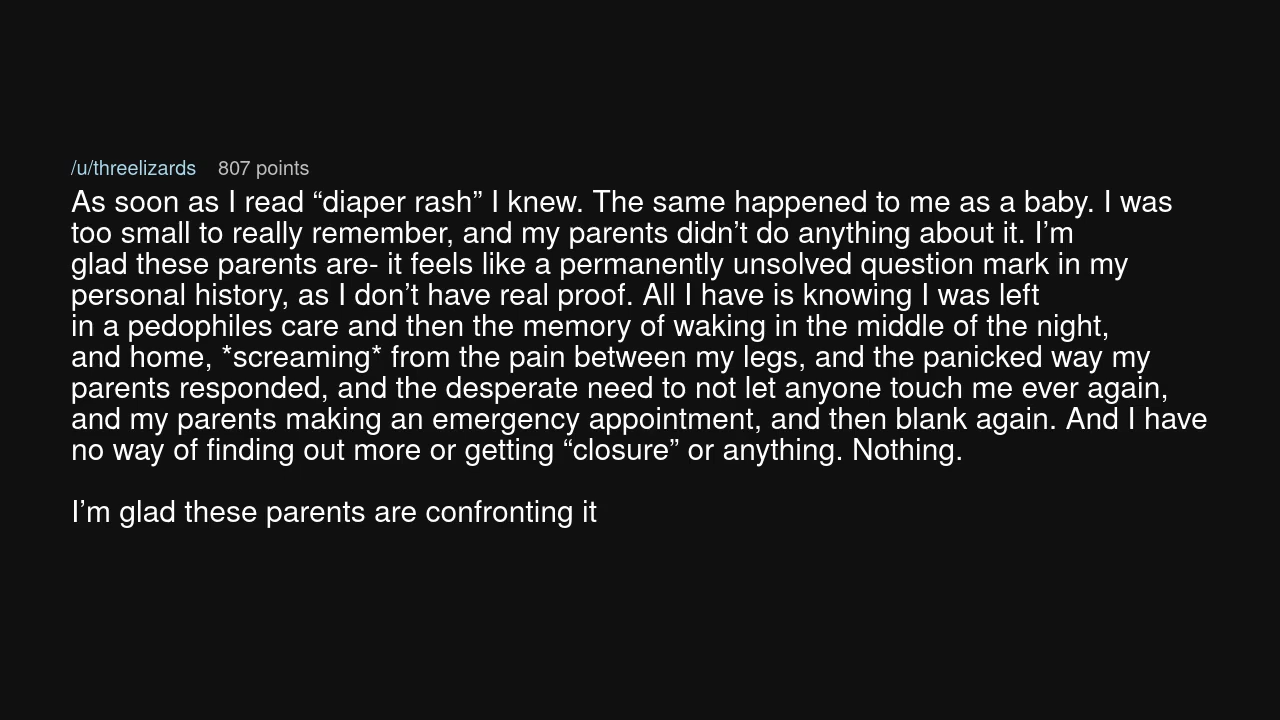 /u/threelizards 807 points
As soon as I read “diaper rash” I knew. The same happened to me as a baby. I was
too small to really remember, and my parents didn’t do anything about it. I’m
glad these parents are- it feels like a permanently unsolved question mark in my
personal history, as I don’t have real proof. All I have is knowing I was left
in a pedophiles care and then the memory of waking in the middle of the night,
and home, *screaming* from the pain between my legs, and the panicked way my
parents responded, and the desperate need to not let anyone touch me ever again,
and my parents making an emergency appointment, and then blank again. And I have
no way of finding out more or getting “closure” or anything. Nothing.
I’m glad these parents are confronting it